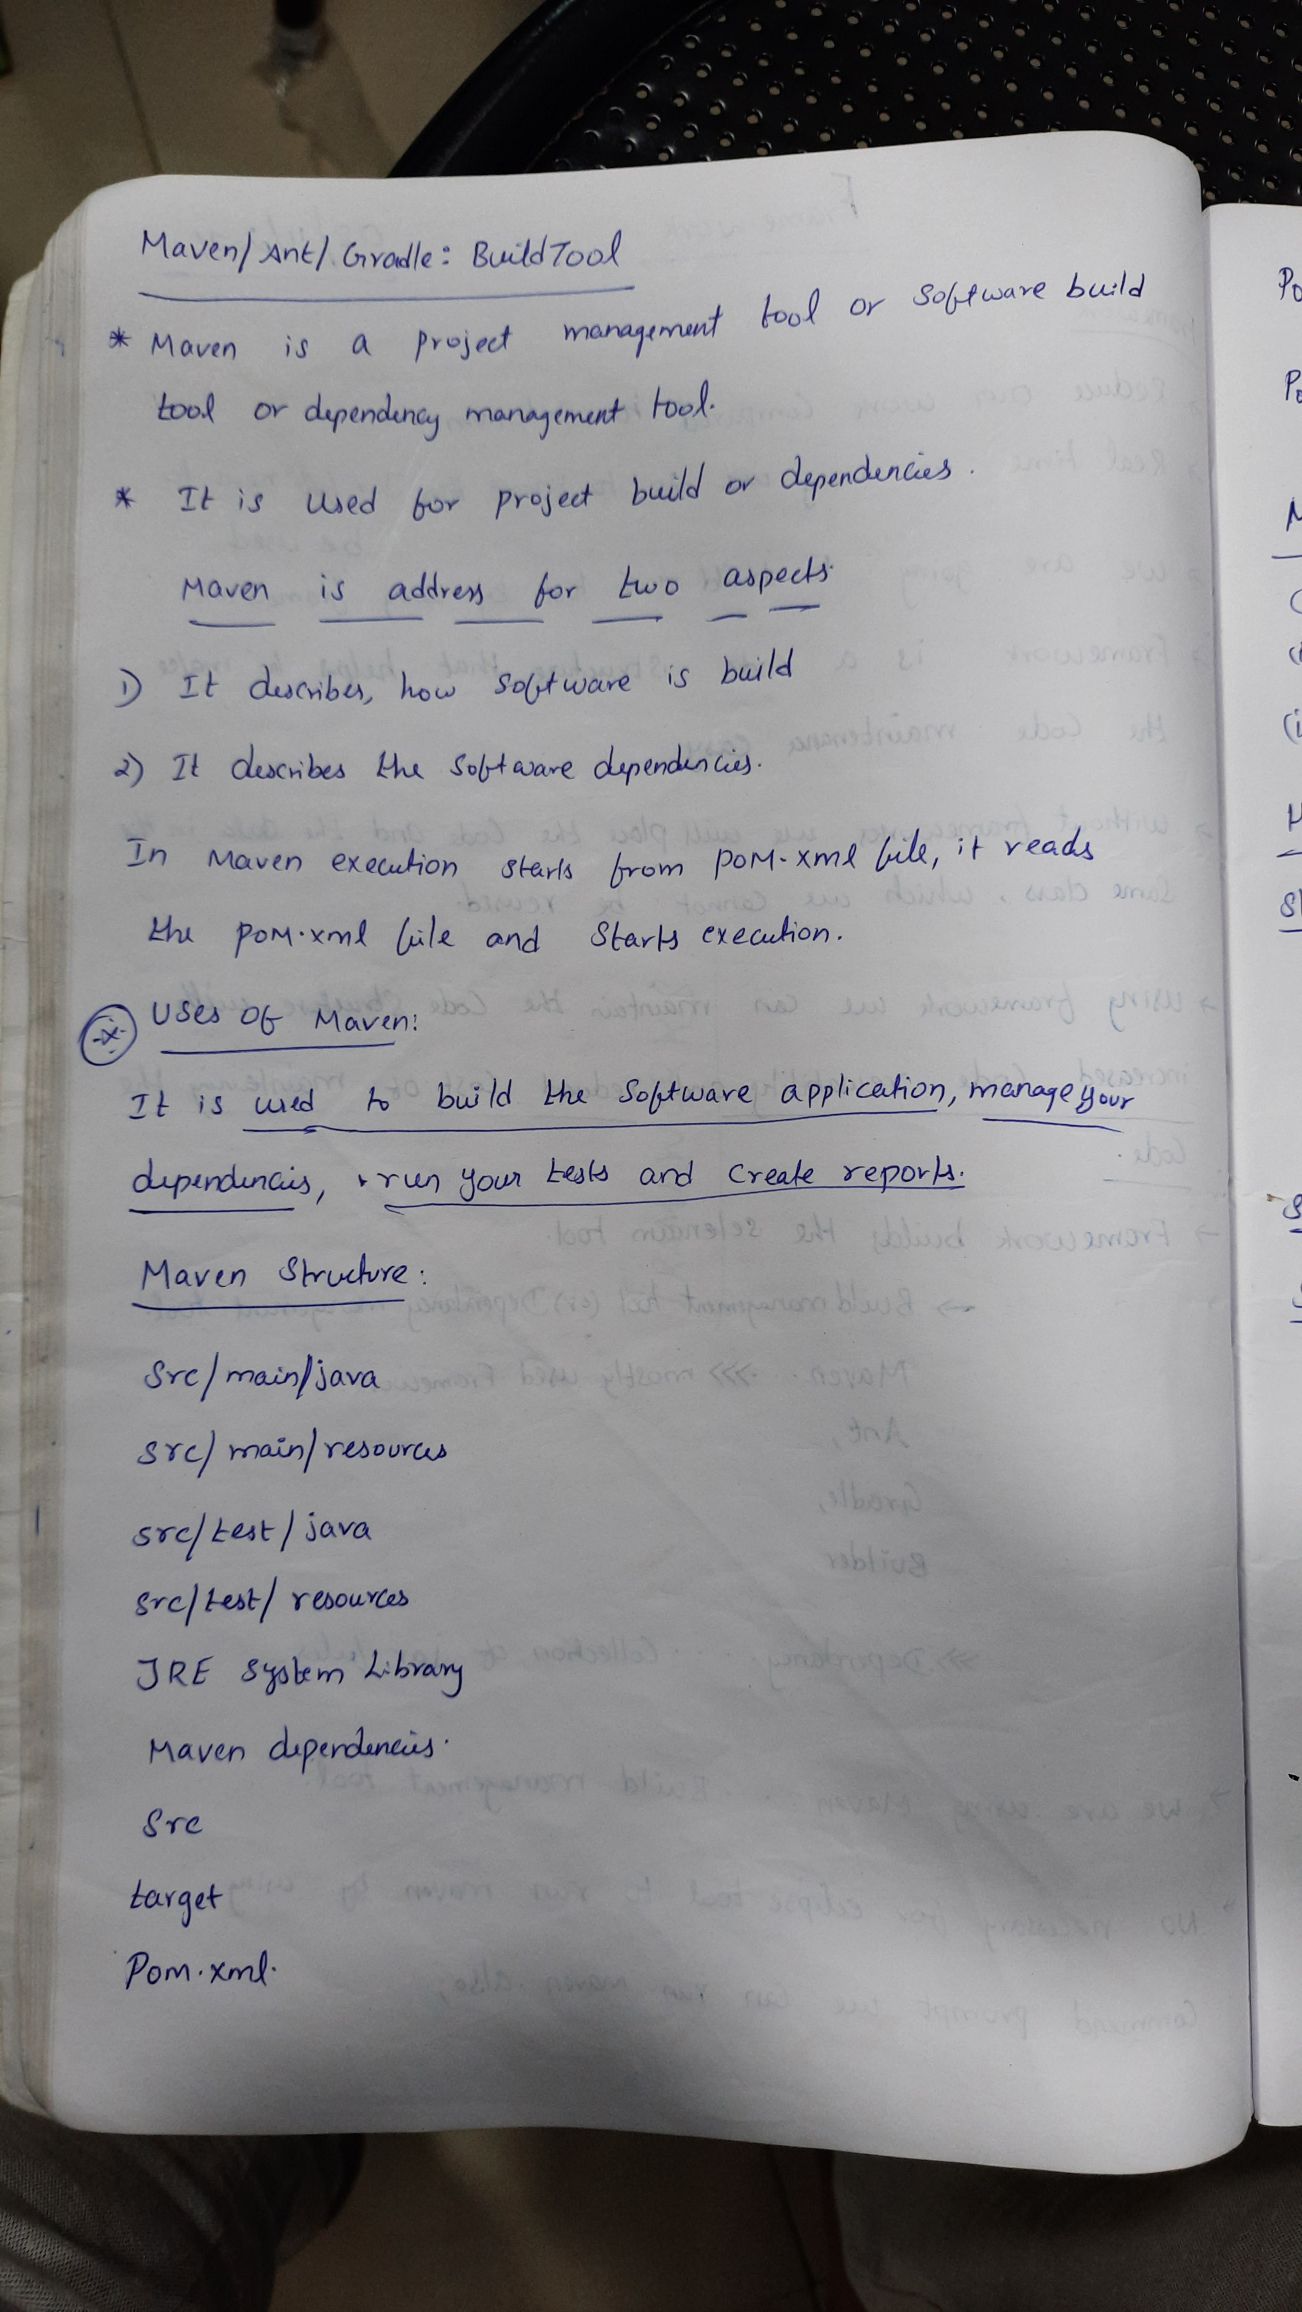 Maven/Ant/Gradle: Build Tool
* Maven is a project management tool or software build
tool or dependency management tool.
* It is used for project build or dependencies.
Maven is address for two aspects.
1) It describes, how software is build
2) It describes the software dependencies.
In Maven execution starts from POM.xml file, it reads
the POM.xml file and starts execution.
Uses of Maven:
It is used to build the software application, manage your
dependencies, run your tests and create reports.
Maven Structure:
src/main/java
src/main/resources
src/test/java
src/test/resources
JRE System Library
Maven dependencies.
Src
target
Pom.xml.